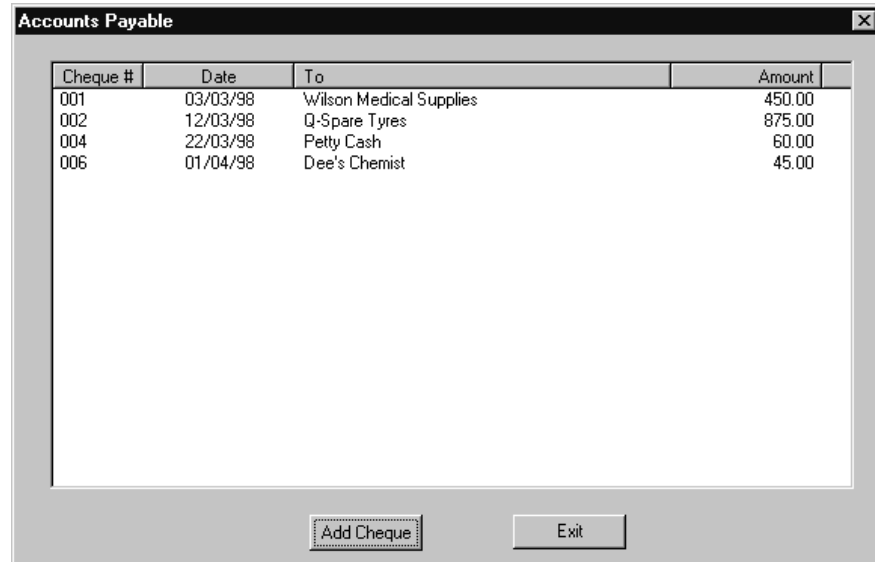 Accounts Payable
Cheque # Date To Amount
001 03/03/98 Wilson Medical Supplies 450.00
002 12/03/98 Q-Spare Tyres 875.00
004 22/03/98 Petty Cash 60.00
006 01/04/98 Dee's Chemist 45.00
Add Cheque Exit